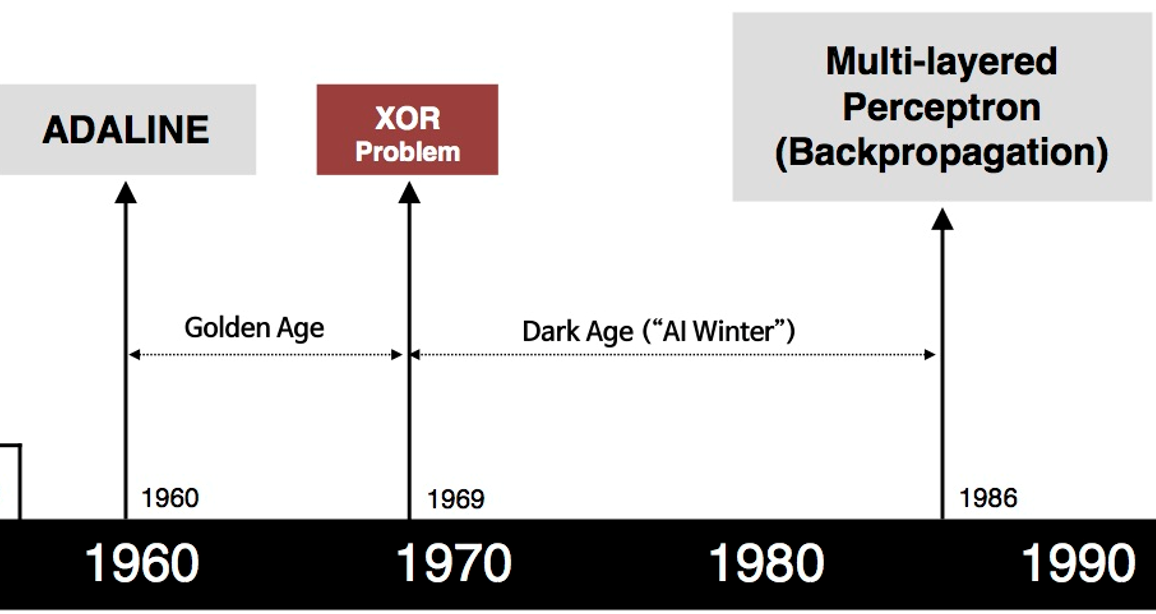 ADALINE
XOR
Problem
Multi-layered
Perceptron
(Backpropagation)
Golden Age
Dark Age (“AI Winter”)
1960
1969
1986
1960
1970
1980
1990